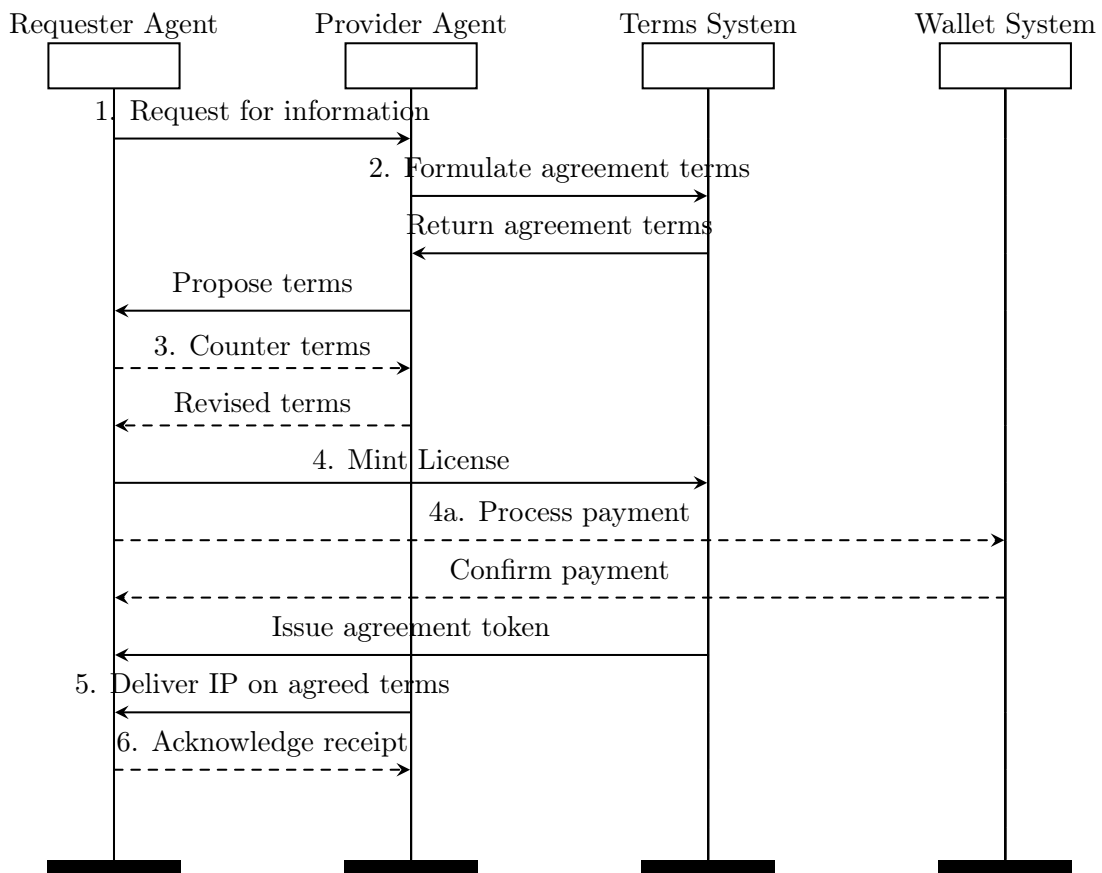 Requester Agent
Provider Agent
Terms System
Wallet System
1. Request for information
2. Formulate agreement terms
Return agreement terms
Propose terms
3. Counter terms
Revised terms
4. Mint License
4a. Process payment
Confirm payment
Issue agreement token
5. Deliver IP on agreed terms
6. Acknowledge receipt